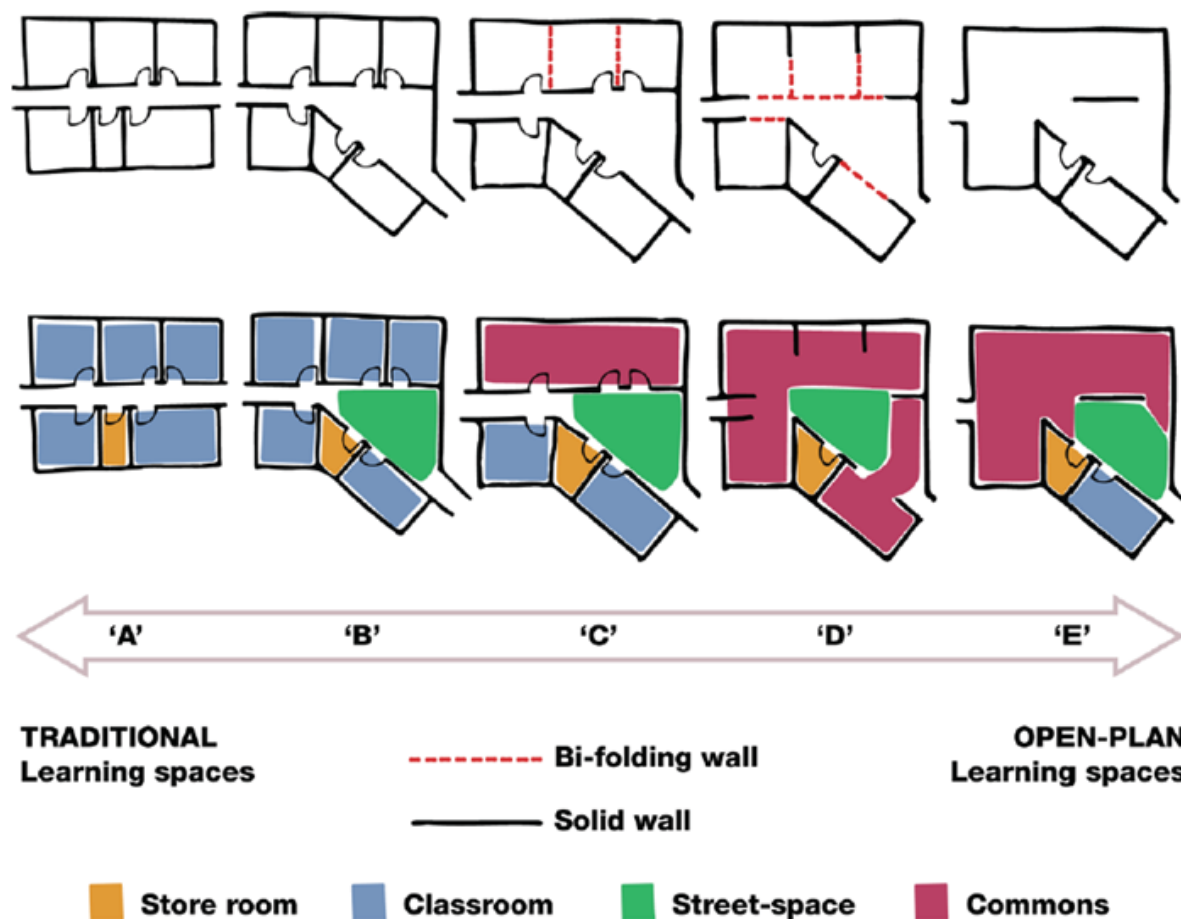 ‘A’ ‘B’ ‘C’ ‘D’ ‘E’
TRADITIONAL
Learning spaces
Bi-folding wall
Solid wall
OPEN-PLAN
Learning spaces
Store room Classroom Street-space Commons